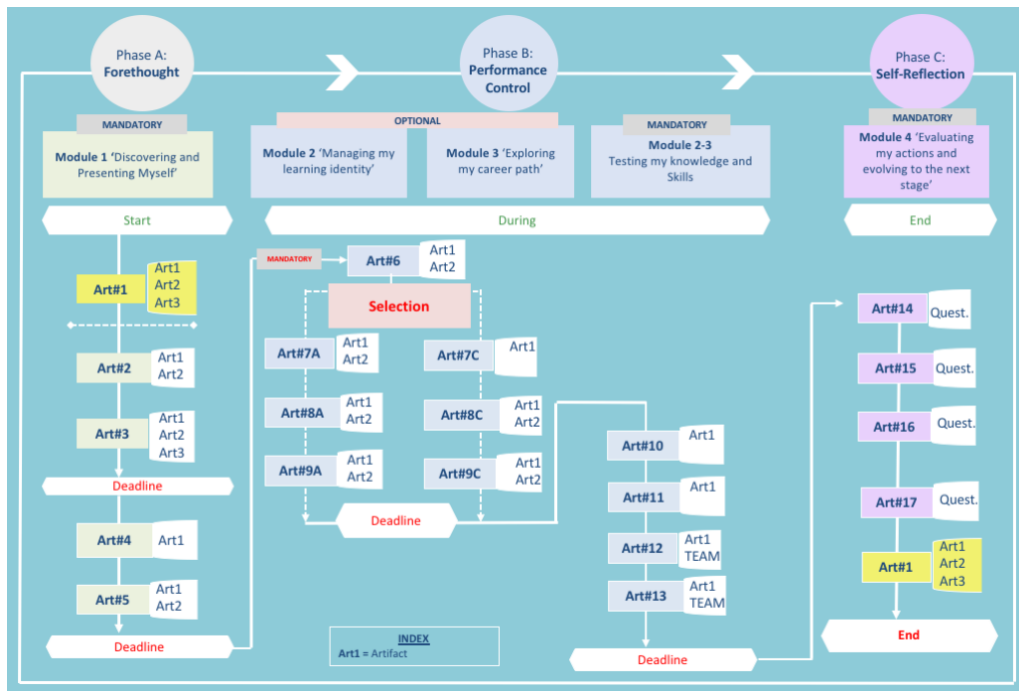 Phase A:
Forethought
Phase B:
Performance
Control
Phase C:
Self-Reflection
MANDATORY
Module 1 ‘Discovering and
Presenting Myself’
OPTIONAL
Module 2 ‘Managing my
learning identity’
Module 3 ‘Exploring
my career path’
MANDATORY
Module 2-3
Testing my knowledge and
Skills
MANDATORY
Module 4 ‘Evaluating
my actions and
evolving to the next
stage’
Start
During
End
Art#1
Art1
Art2
Art3
Art#2
Art1
Art2
Art#3
Art1
Art2
Art3
Deadline
Art#4
Art1
Art#5
Art1
Art2
Deadline
MANDATORY
Art#6
Art1
Art2
Selection
Art#7A
Art1
Art2
Art#8A
Art1
Art2
Art#9A
Art1
Art2
Art#7C
Art1
Art#8C
Art1
Art2
Art#9C
Art1
Art2
Deadline
Art#10
Art1
Art#11
Art1
Art#12
Art1
TEAM
Art#13
Art1
TEAM
Deadline
Art#14
Quest.
Art#15
Quest.
Art#16
Quest.
Art#17
Quest.
Art#1
Art1
Art2
Art3
End
INDEX
Art1 = Artifact